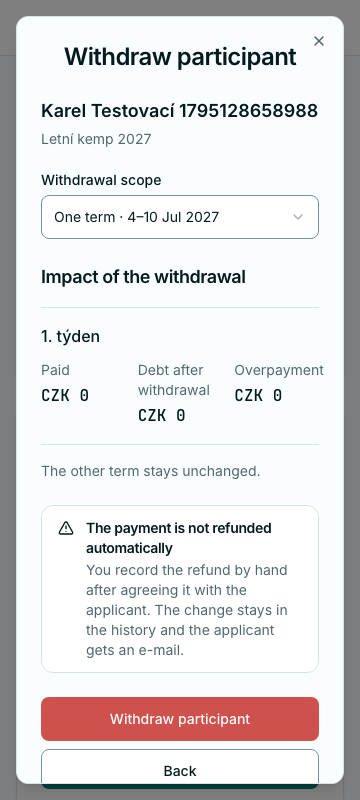 Withdraw participant
Karel Testovací 1795128658988
Letní kemp 2027
Withdrawal scope
One term · 4–10 Jul 2027
Impact of the withdrawal
1. týden
Paid
CZK 0
Debt after
withdrawal
CZK 0
Overpayment
CZK 0
The other term stays unchanged.
The payment is not refunded
automatically
You record the refund by hand
after agreeing it with the
applicant. The change stays in
the history and the applicant
gets an e-mail.
Withdraw participant
Back